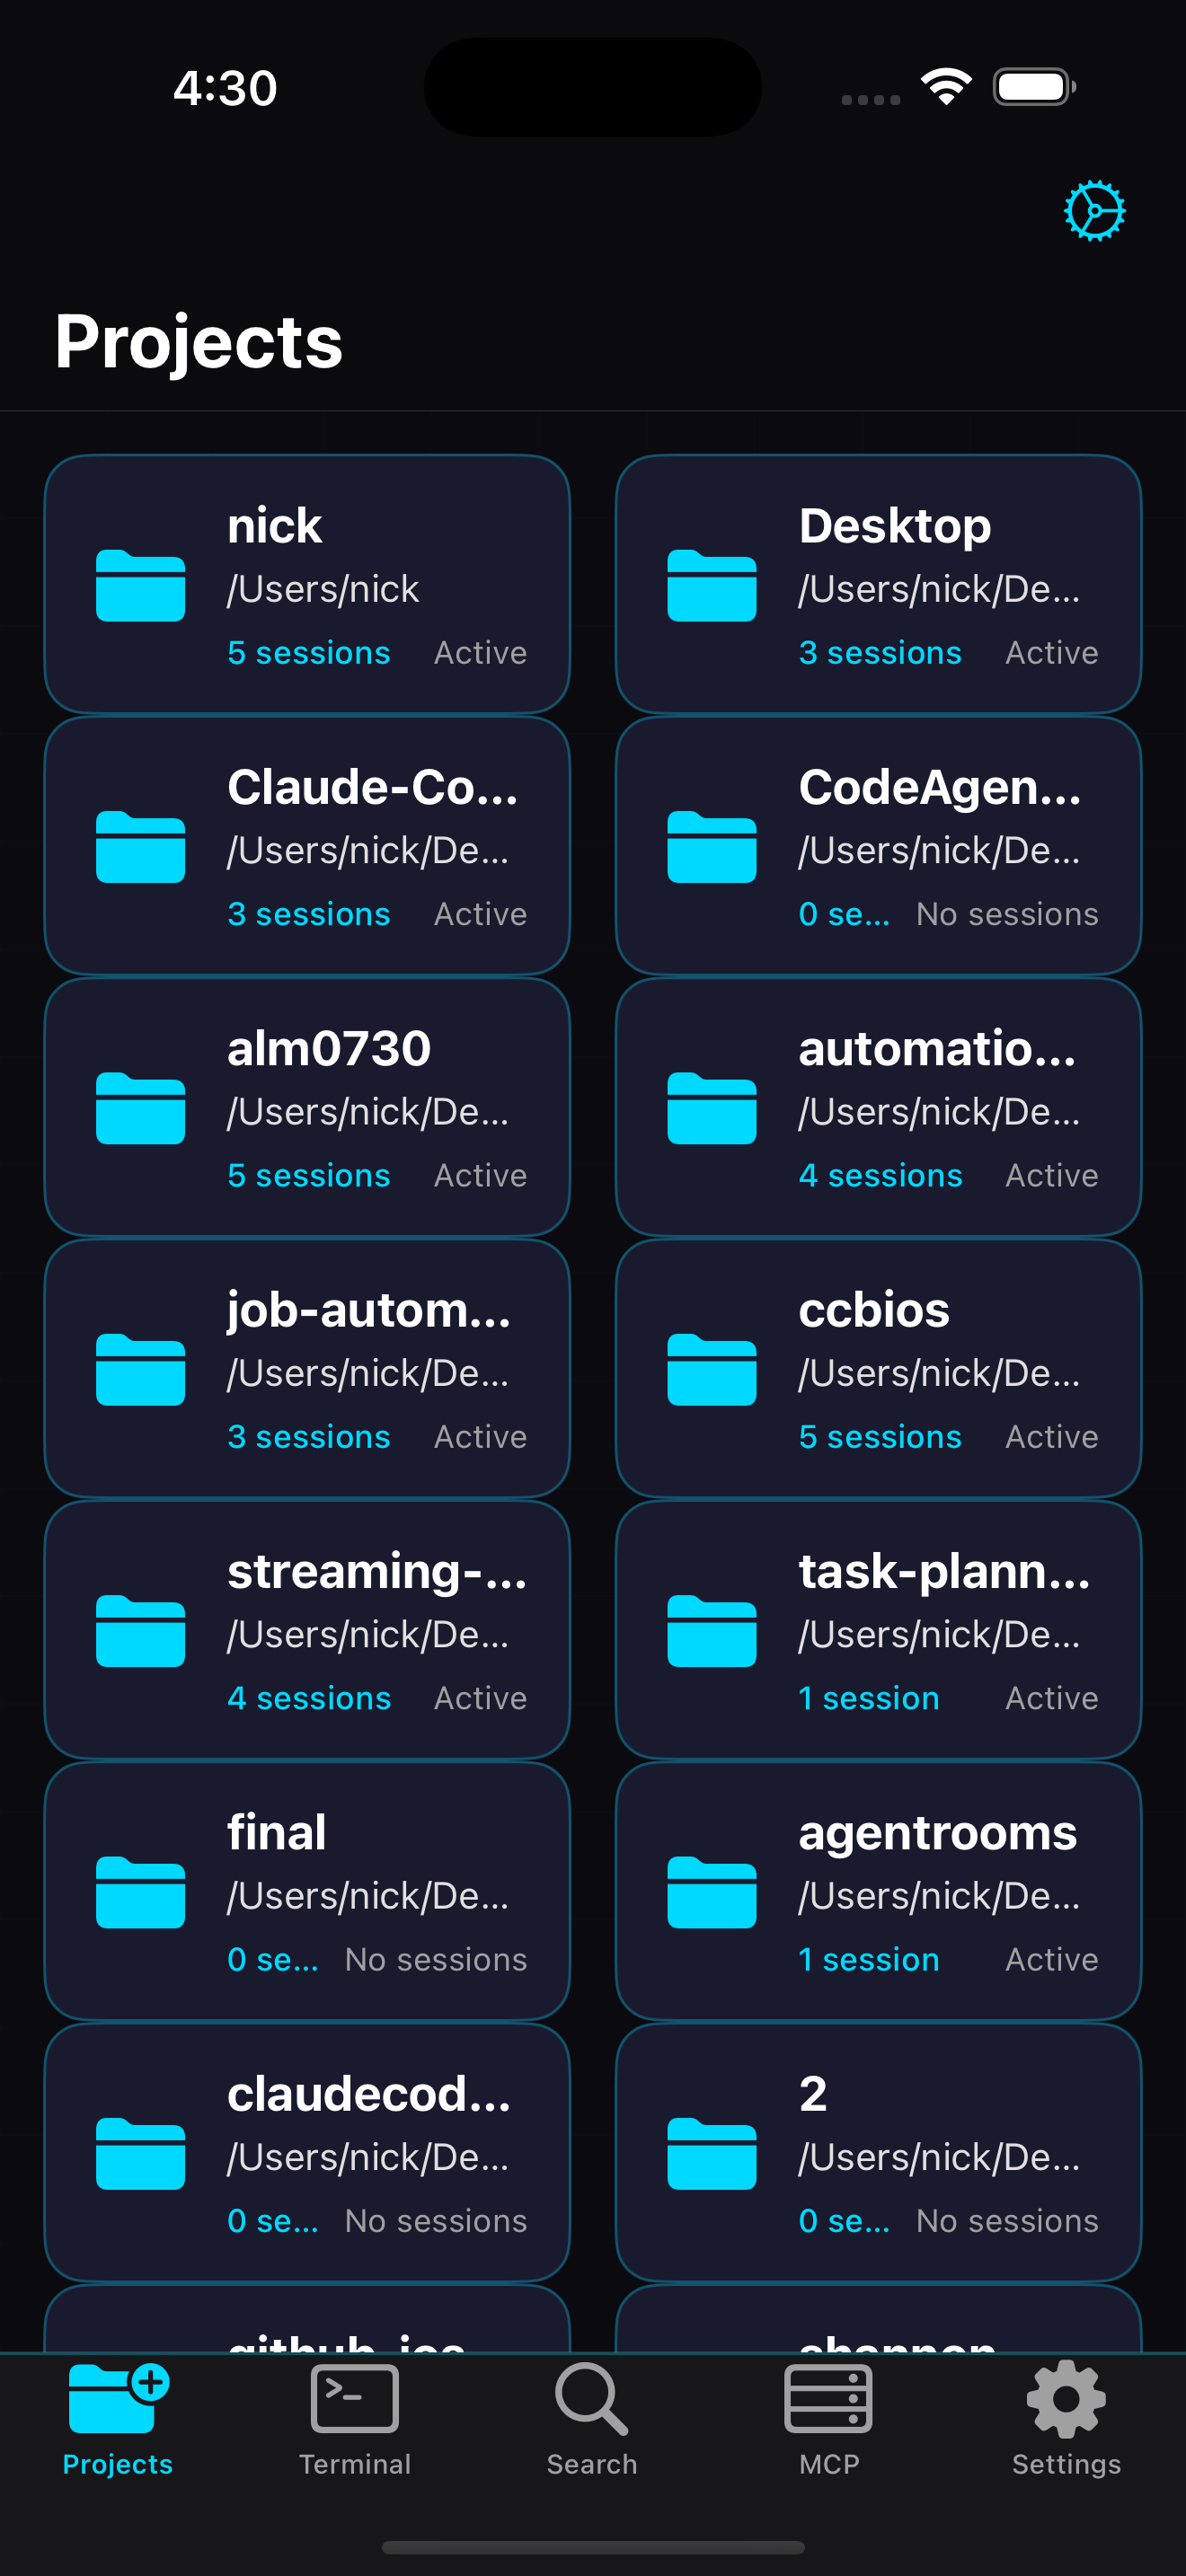 4:30
Projects
nick
/Users/nick
5 sessions Active
Desktop
/Users/nick/De...
3 sessions Active
Claude-Co...
/Users/nick/De...
3 sessions Active
CodeAgen...
/Users/nick/De...
0 se... No sessions
alm0730
/Users/nick/De...
5 sessions Active
automatio...
/Users/nick/De...
4 sessions Active
job-autom...
/Users/nick/De...
3 sessions Active
ccbios
/Users/nick/De...
5 sessions Active
streaming-...
/Users/nick/De...
4 sessions Active
task-plann...
/Users/nick/De...
1 session Active
final
/Users/nick/De...
0 se... No sessions
agentrooms
/Users/nick/De...
1 session Active
claudecod...
/Users/nick/De...
0 se... No sessions
2
/Users/nick/De...
0 se... No sessions
shannon
Projects
Terminal
Search
MCP
Settings